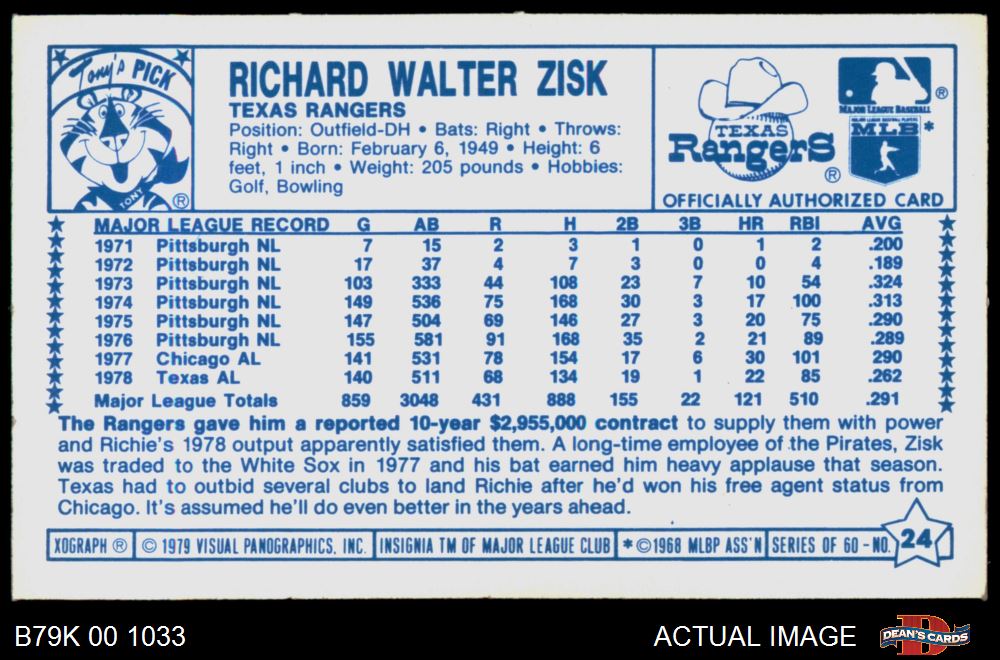 Tony's PICK
TONY ®
RICHARD WALTER ZISK
TEXAS RANGERS
Position: Outfield-DH • Bats: Right • Throws:
Right • Born: February 6, 1949 • Height: 6
feet, 1 inch • Weight: 205 pounds • Hobbies:
Golf, Bowling
TEXAS
RangerS ®
MAJOR LEAGUE BASEBALL ®
MAJOR LEAGUE BASEBALL PLAYERS
MLB *
OFFICIALLY AUTHORIZED CARD
MAJOR LEAGUE RECORD G AB R H 2B 3B HR RBI AVG
1971 Pittsburgh NL 7 15 2 3 1 0 1 2 .200
1972 Pittsburgh NL 17 37 4 7 3 0 0 4 .189
1973 Pittsburgh NL 103 333 44 108 23 7 10 54 .324
1974 Pittsburgh NL 149 536 75 168 30 3 17 100 .313
1975 Pittsburgh NL 147 504 69 146 27 3 20 75 .290
1976 Pittsburgh NL 155 581 91 168 35 2 21 89 .289
1977 Chicago AL 141 531 78 154 17 6 30 101 290
1978 Texas AL 140 511 68 134 19 1 22 85 .262
Major League Totals 859 3048 431 888 155 22 121 510 .291
The Rangers gave him a reported 10-year $2,955,000 contract to supply them with power
and Richie's 1978 output apparently satisfied them. A long-time employee of the Pirates, Zisk
was traded to the White Sox in 1977 and his bat earned him heavy applause that season.
Texas had to outbid several clubs to land Richie after he'd won his free agent status from
Chicago. It's assumed he'll do even better in the years ahead.
XOGRAPH ® © 1979 VISUAL PANOGRAPHICS, INC. INSIGNIA TM OF MAJOR LEAGUE CLUB * © 1968 MLBP ASS'N SERIES OF 60 - NO. 24
B79K 00 1033 ACTUAL IMAGE DEAN'S CARDS